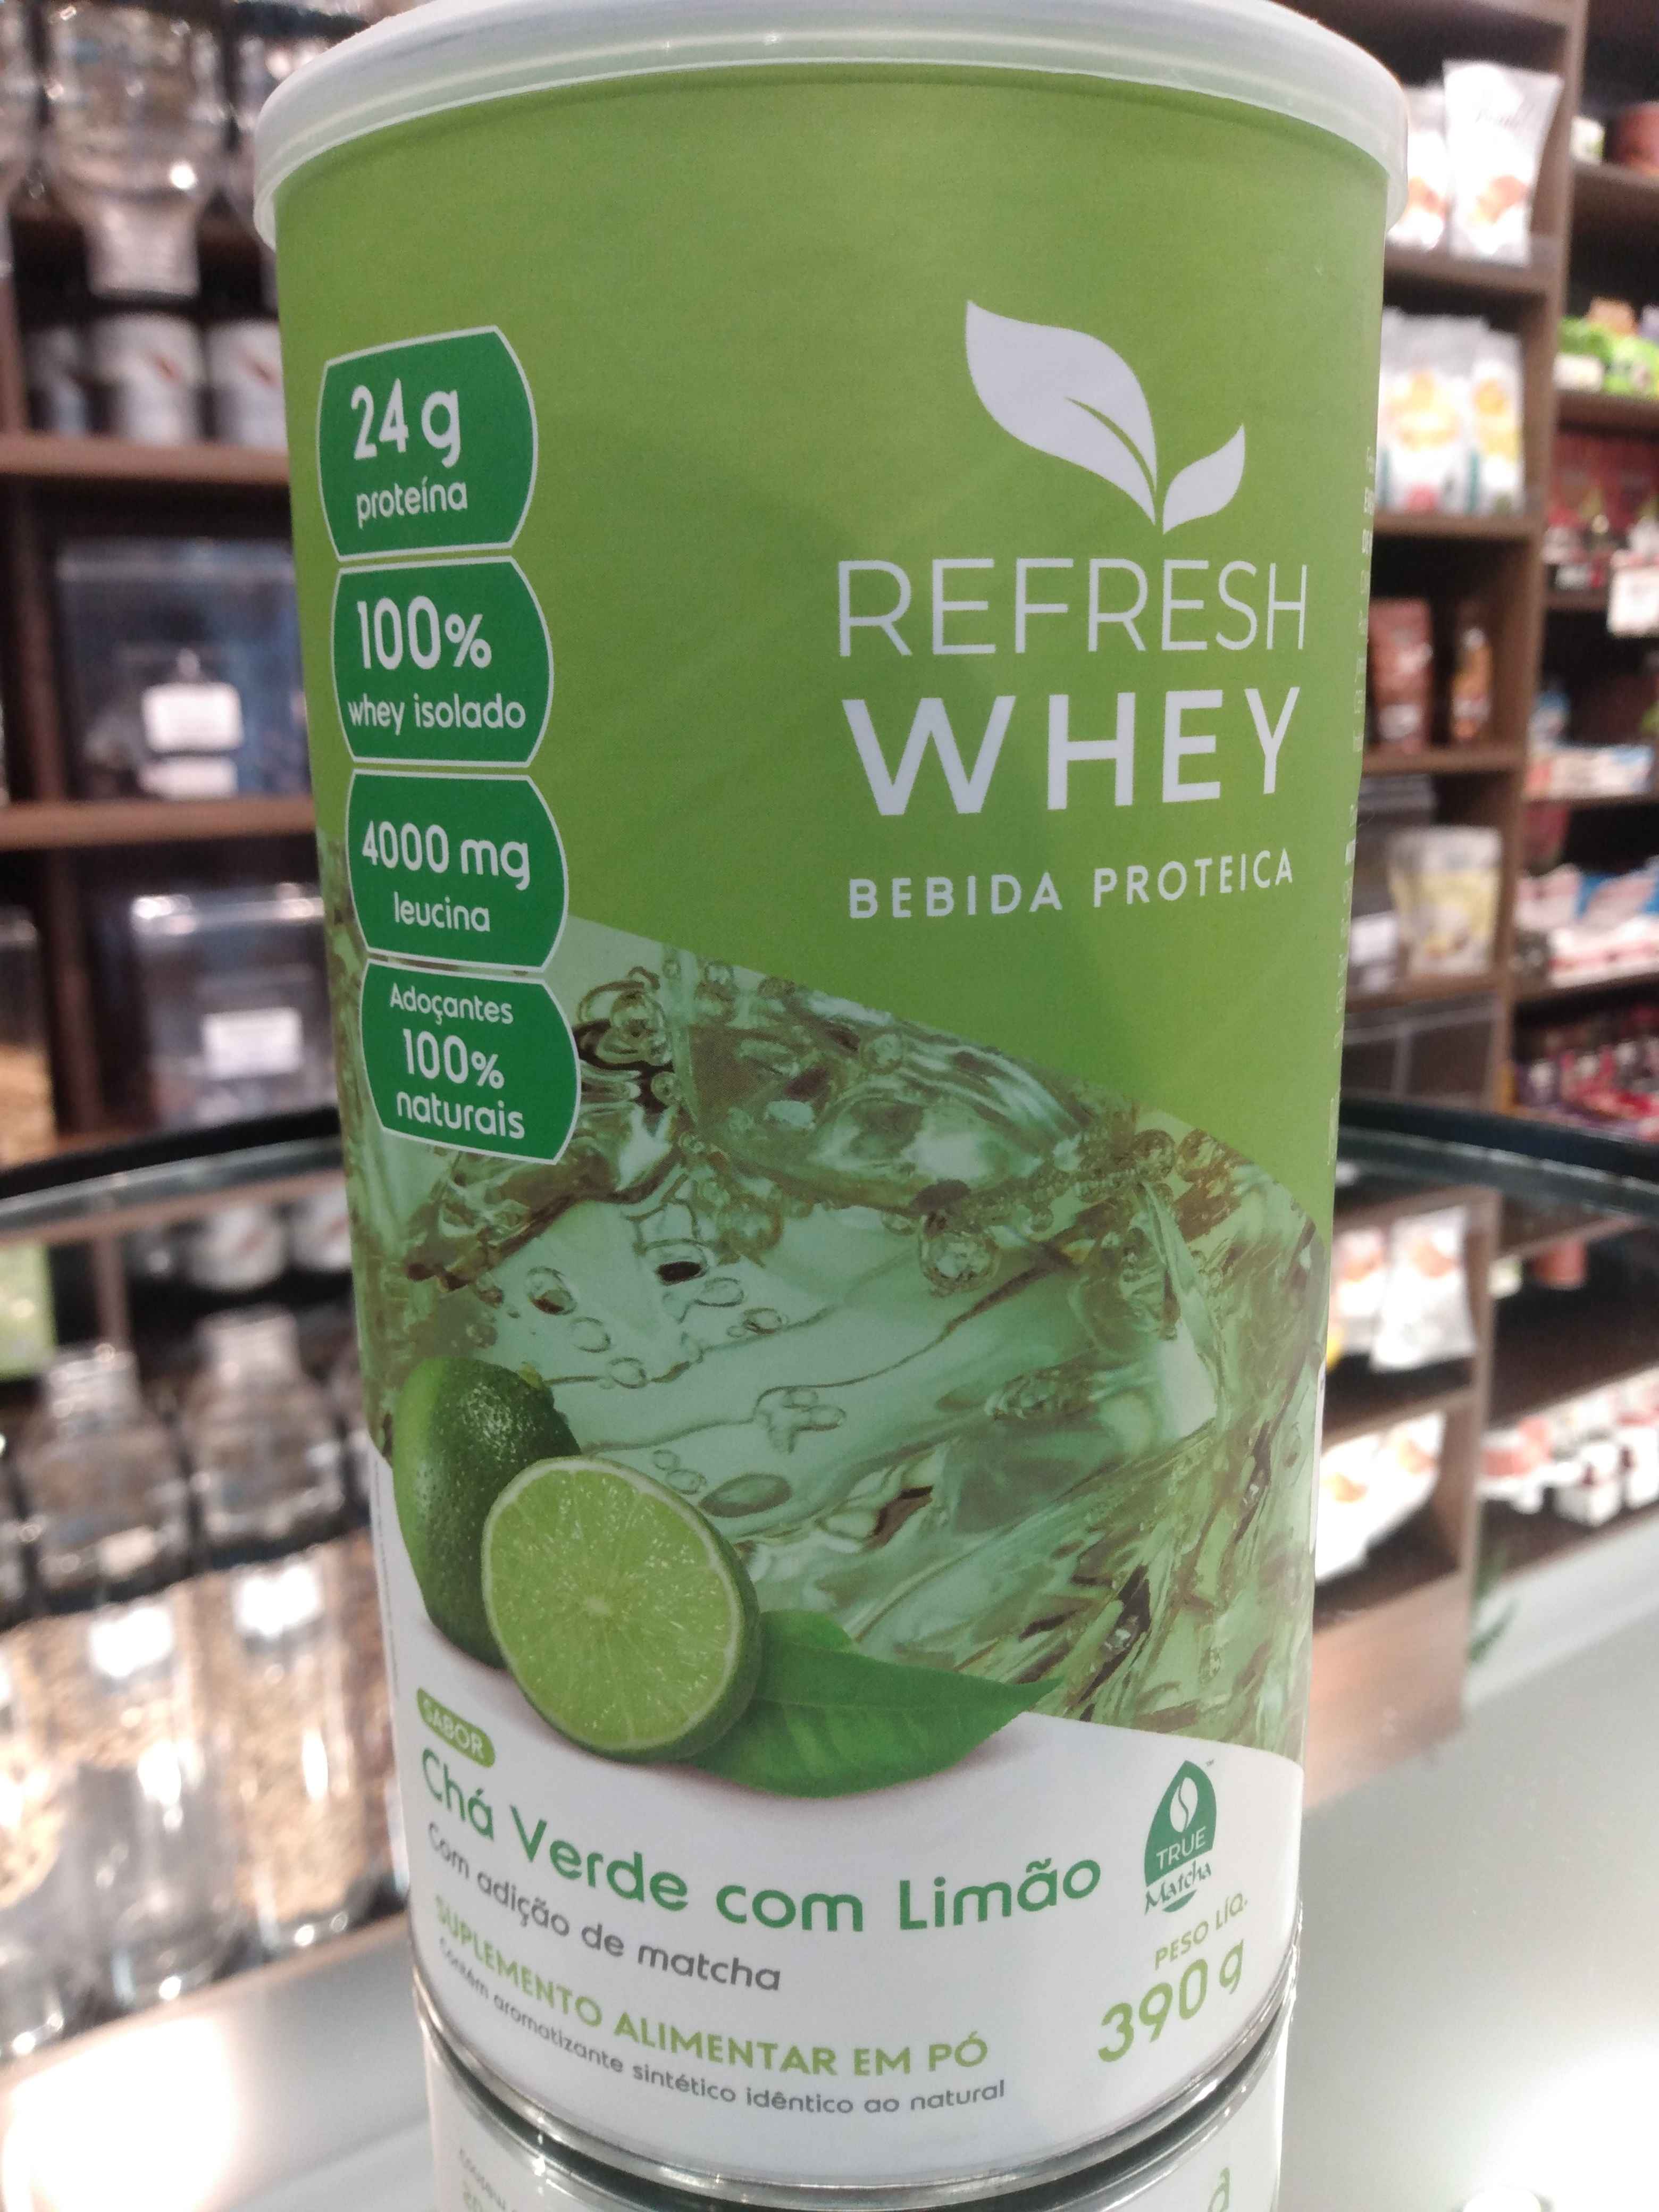 24g
proteína
100%
whey isolado
4000 mg
leucina
Adoçantes
100%
naturais
REFRESH
WHEY
BEBIDA PROTEICA
SABOR
Chá Verde com Limão
Com adição de matcha
SUPLEMENTO ALIMENTAR EM PÓ
Contém aromatizante sintético idêntico ao natural
TRUE
Matcha
PESO LÍQ.
390 g